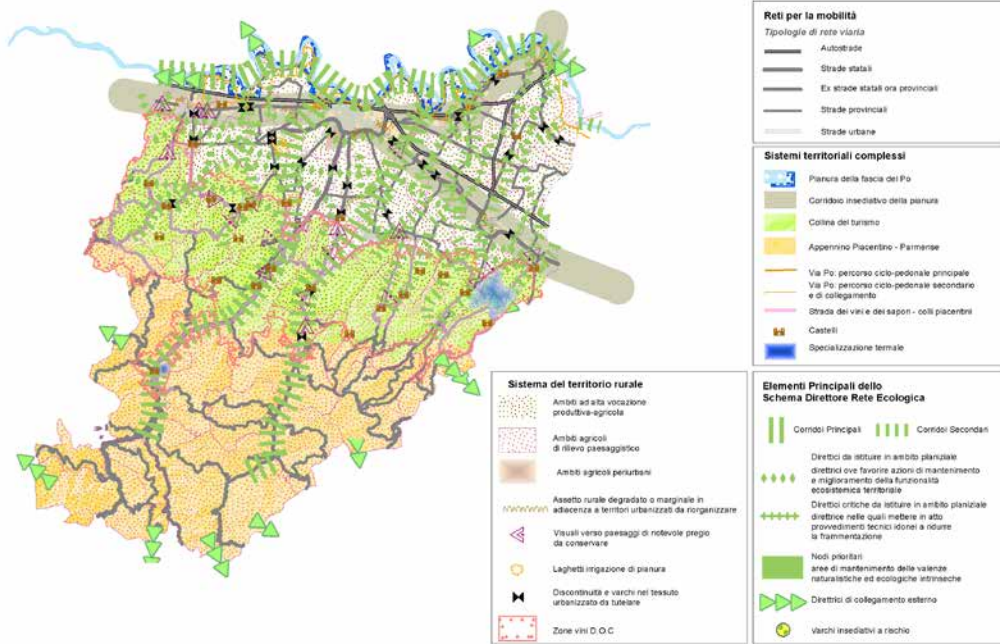 Reti per la mobilità
Tipologie di rete viaria
Autostrade
Strade statali
Ex strade statali ora provinciali
Strade provinciali
Strade urbane
Sistemi territoriali complessi
Pianura della fascia del Po
Corridoio insediativo della pianura
Collina del turismo
Appennino Piacentino - Parmense
Via Po: percorso ciclo-pedonale principale
Via Po: percorso ciclo-pedonale secondario
e di collegamento
Strada dei vini e dei sapori - colli piacentini
Castelli
Specializzazione termale
Sistema del territorio rurale
Ambiti ad alta vocazione
produttiva-agricola
Ambiti agricoli
di rilievo paesaggistico
Ambiti agricoli periurbani
Assetto rurale degradato o marginale in
adiacenza a territori urbanizzati da riorganizzare
Visuali verso paesaggi di notevole pregio
da conservare
Laghetti irrigazione di pianura
Discontinuità e varchi nel tessuto
urbanizzato da tutelare
Zone vini D.O.C
Elementi Principali dello
Schema Direttore Rete Ecologica
Corridoi Principali
Corridoi Secondari
Direttici da istituire in ambito planiziale
direttrici ove favorire azioni di mantenimento
e miglioramento della funzionalità
ecosistemica territoriale
Direttici critiche da istituire in ambito planiziale
direttrice nelle quali mettere in atto
provvedimenti tecnici idonei a ridurre
la frammentazione
Nodi prioritari
aree di mantenimento delle valenze
naturalistiche ed ecologiche intrinseche
Direttrici di collegamento esterno
Varchi insediativi a rischio